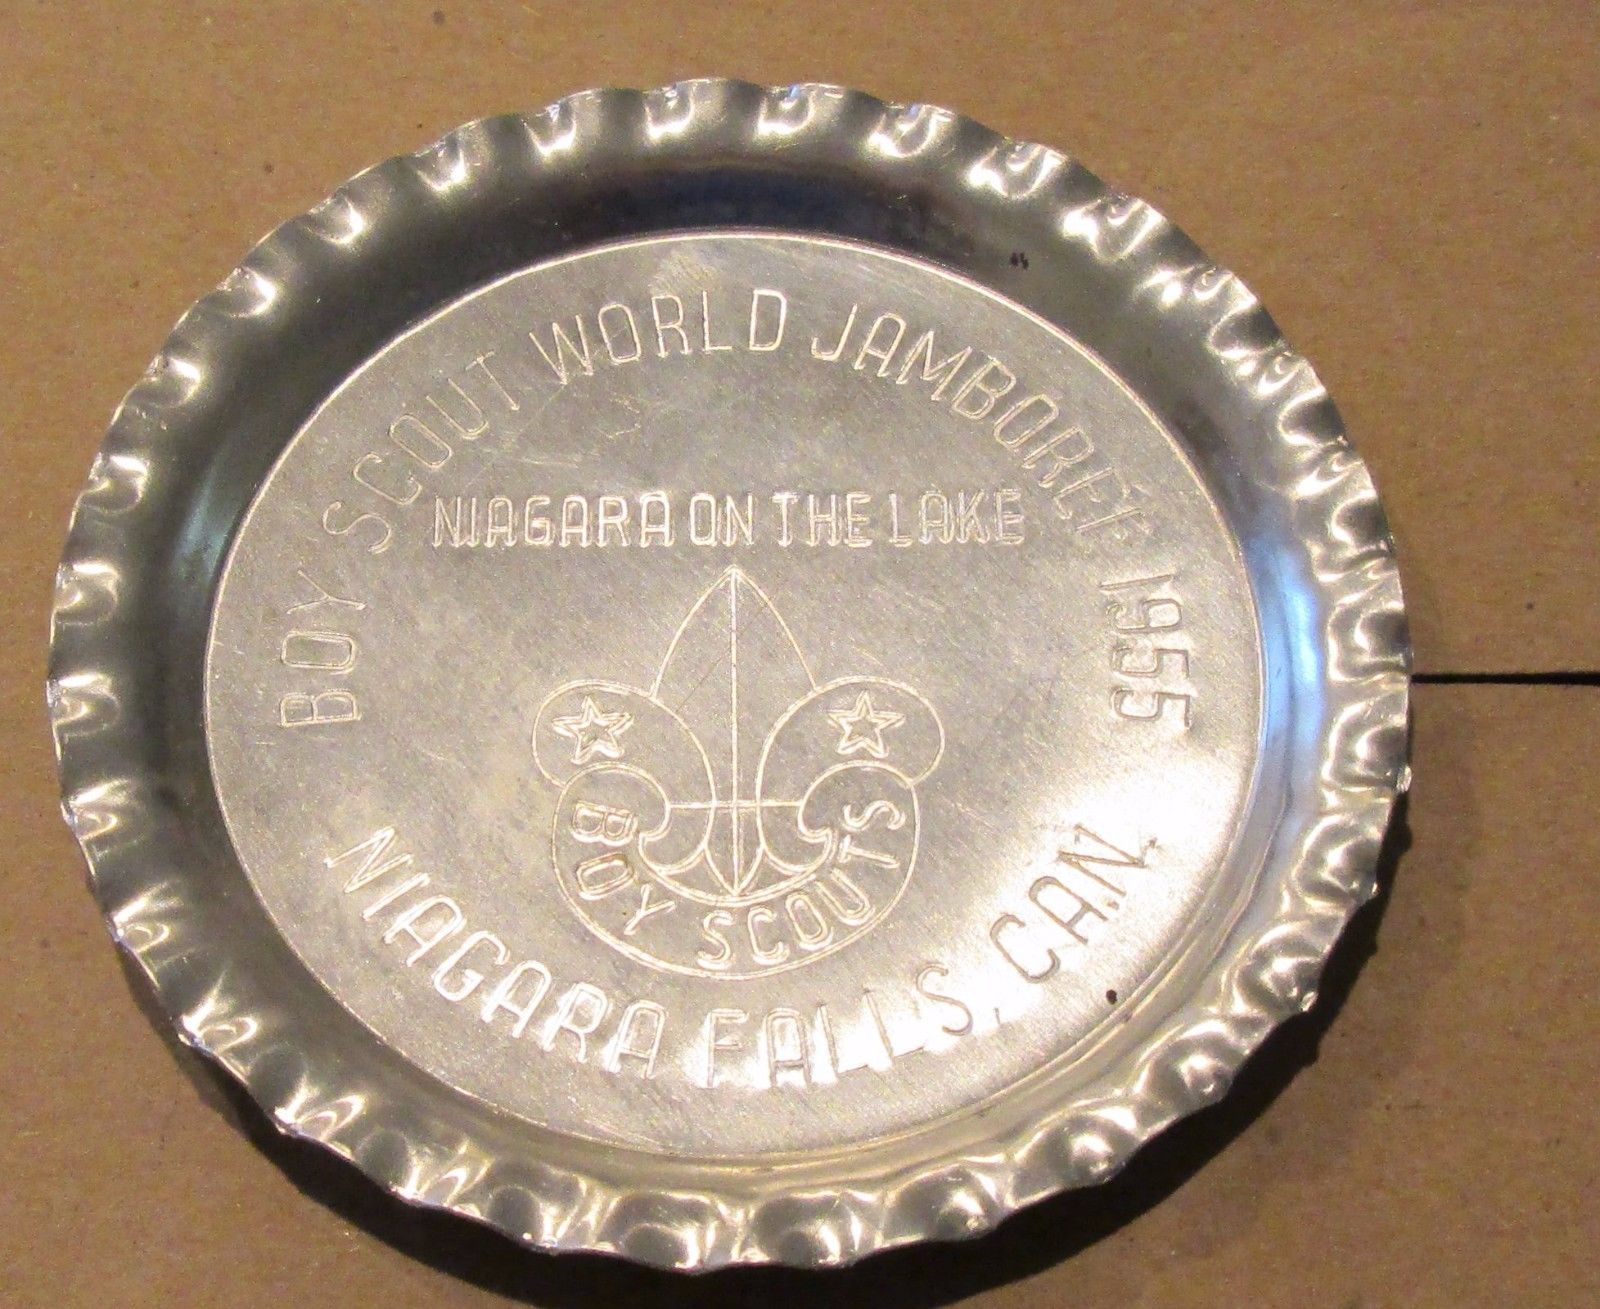 BOY SCOUT WORLD JAMBOREE 1955
NIAGARA ON THE LAKE
BOY SCOUTS
NIAGARA FALLS, CAN.